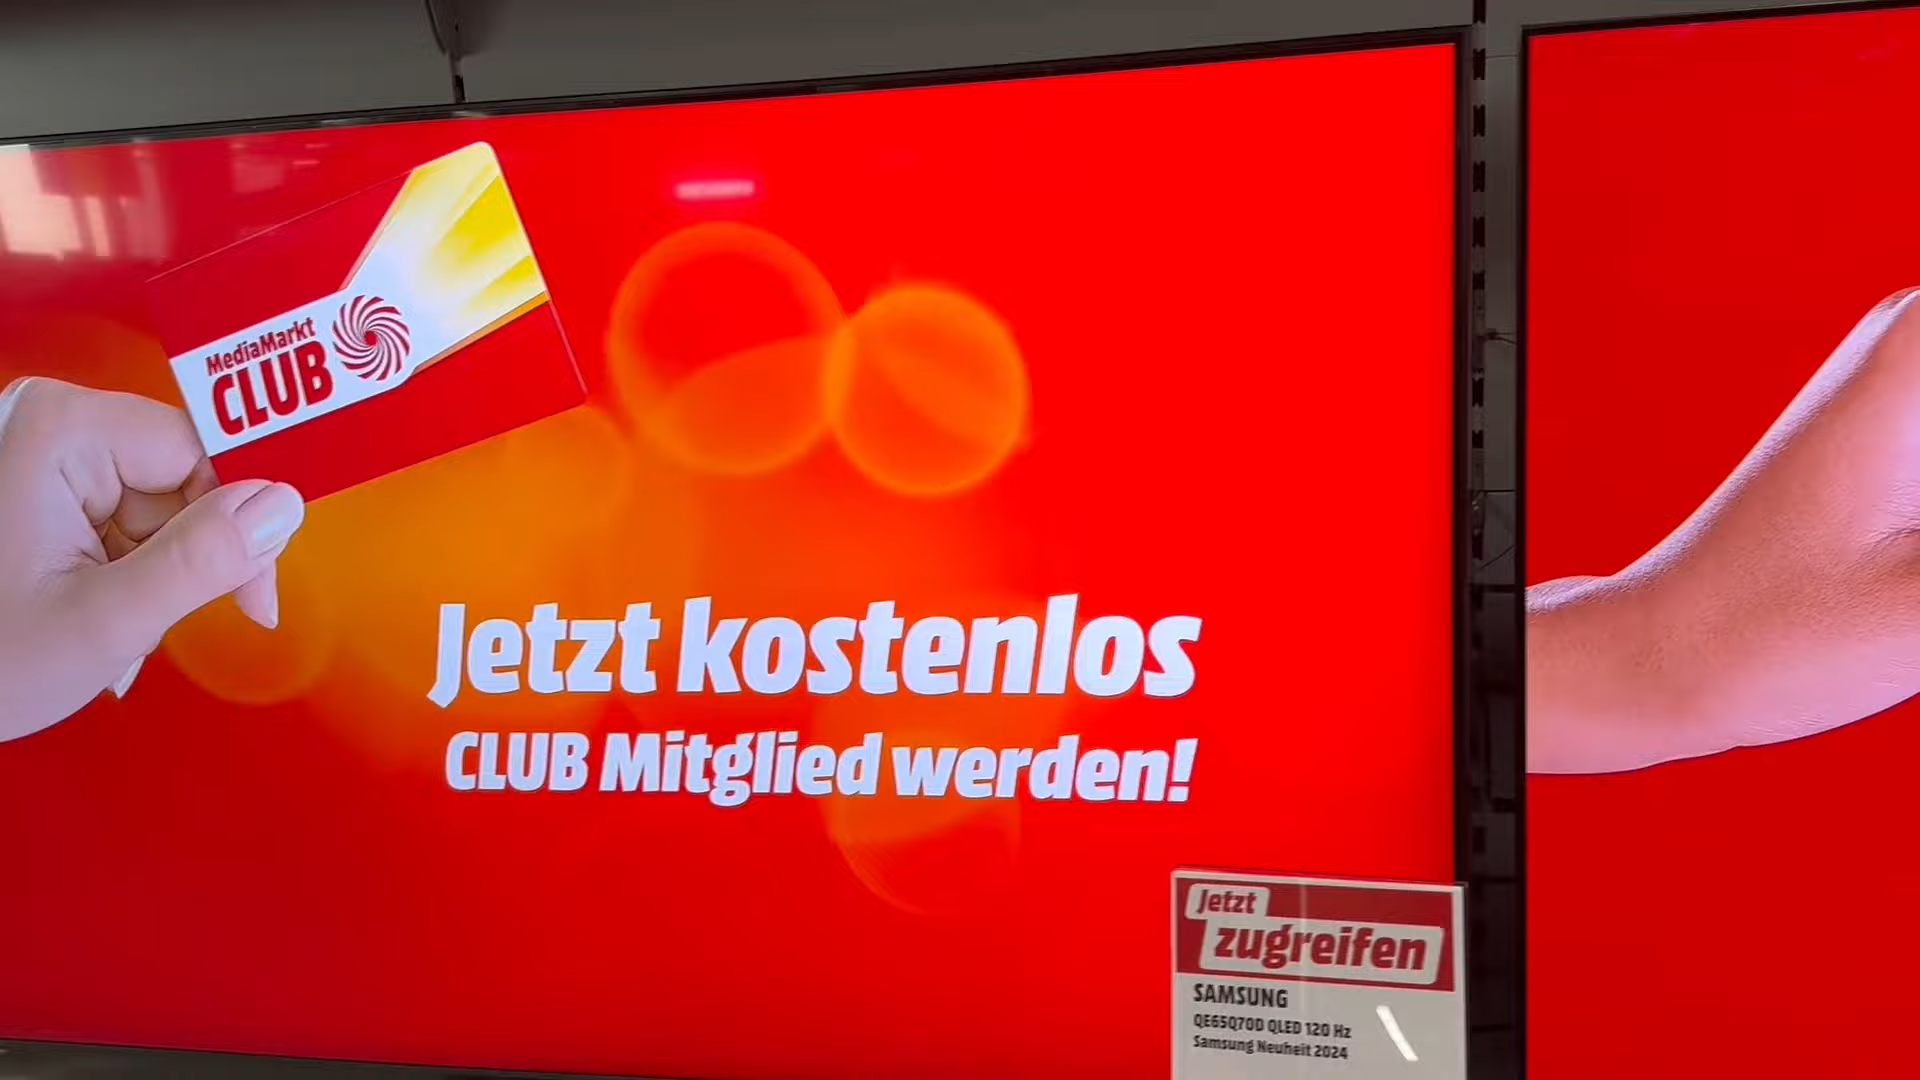 MediaMarkt
CLUB
Jetzt kostenlos
CLUB Mitglied werden!
Jetzt
zugreifen
SAMSUNG
QE65Q70D QLED 120 Hz
Samsung Neuheit 2024